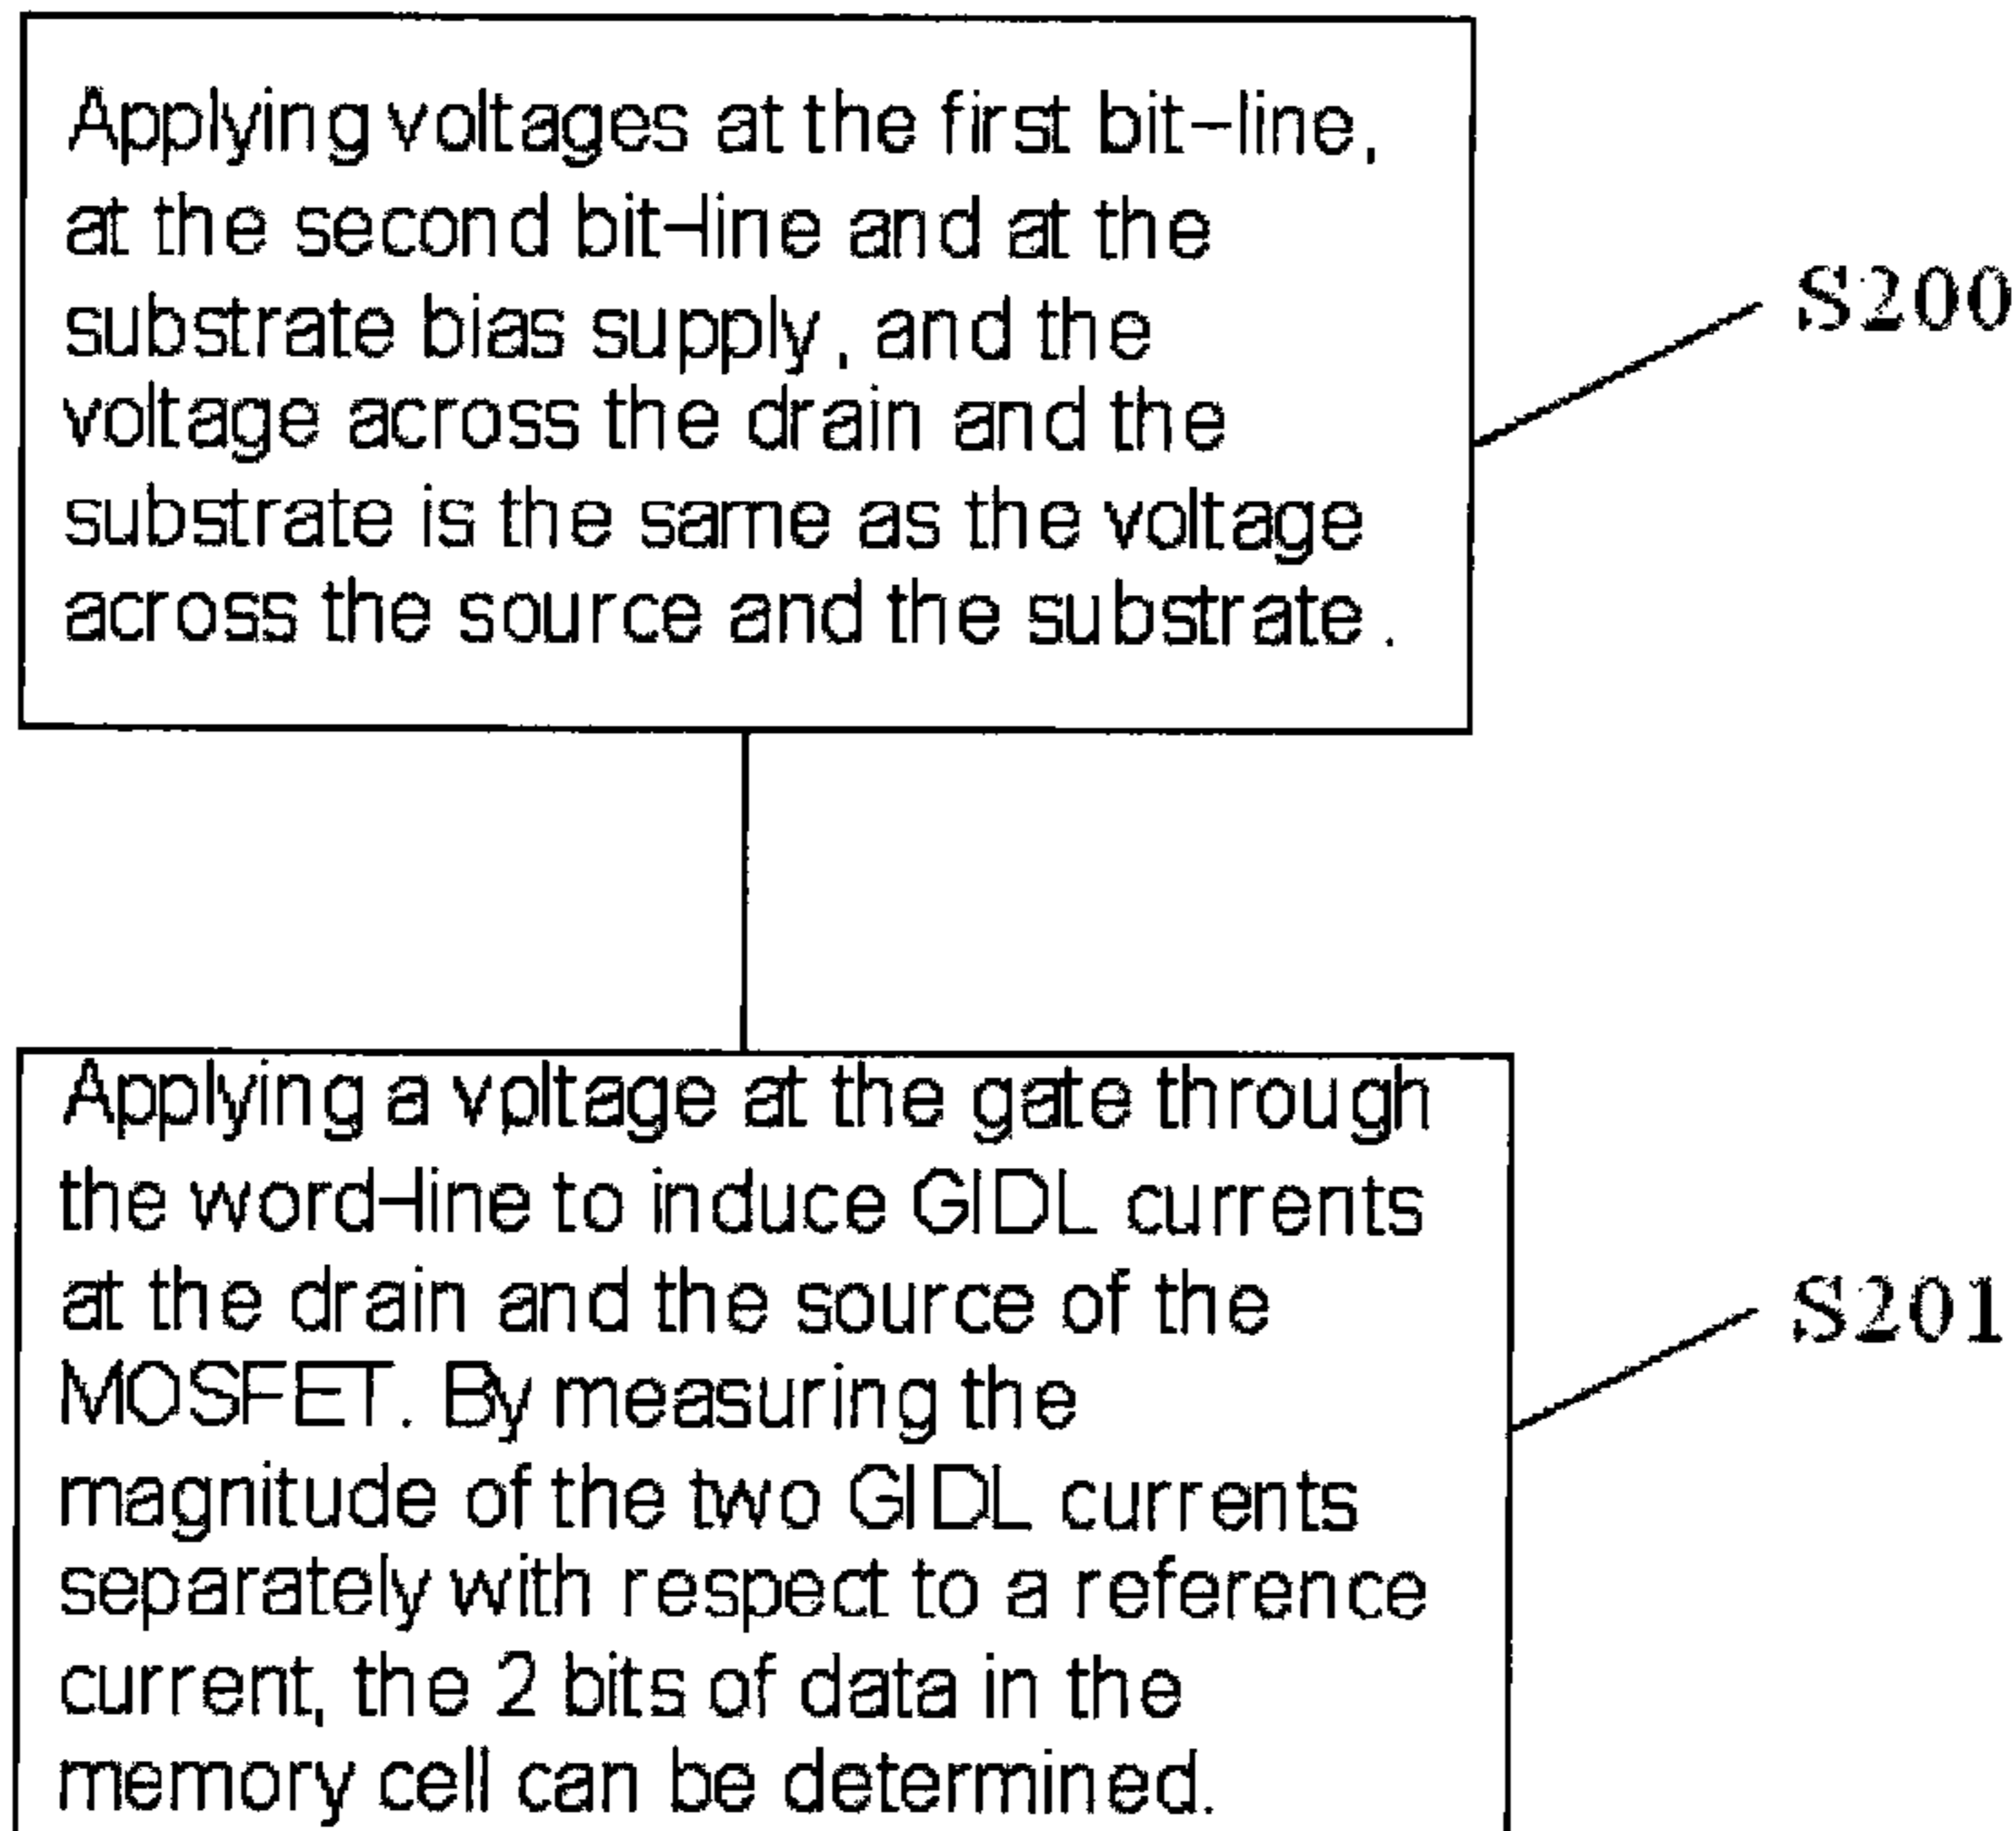 Applying voltages at the first bit-line,
at the second bit-line and at the
substrate bias supply, and the
voltage across the drain and the
substrate is the same as the voltage
across the source and the substrate.
S200
Applying a voltage at the gate through
the word-line to induce GIDL currents
at the drain and the source of the
MOSFET. By measuring the
magnitude of the two GIDL currents
separately with respect to a reference
current, the 2 bits of data in the
memory cell can be determined.
S201